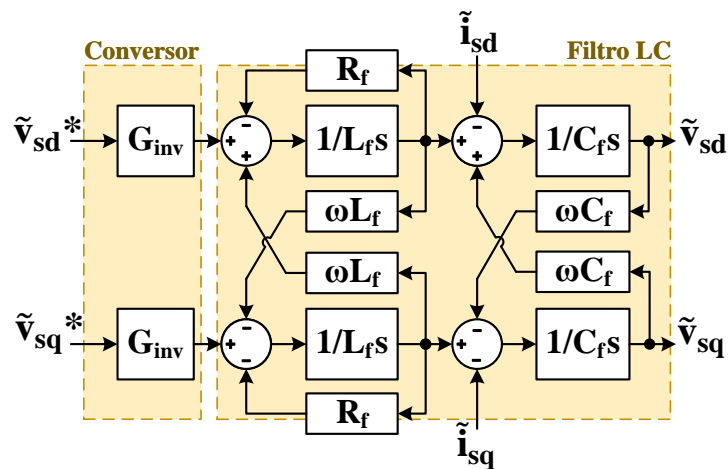 Conversor
ĩsd
Filtro LC
Rf
ṽsd*
Ginv
+
-
+
1/Lfs
+
-
+
1/Cfs
ṽsd
ωLf
ωCf
ωLf
ωCf
ṽsq*
Ginv
+
-
-
1/Lfs
+
-
-
1/Cfs
ṽsq
Rf
ĩsq